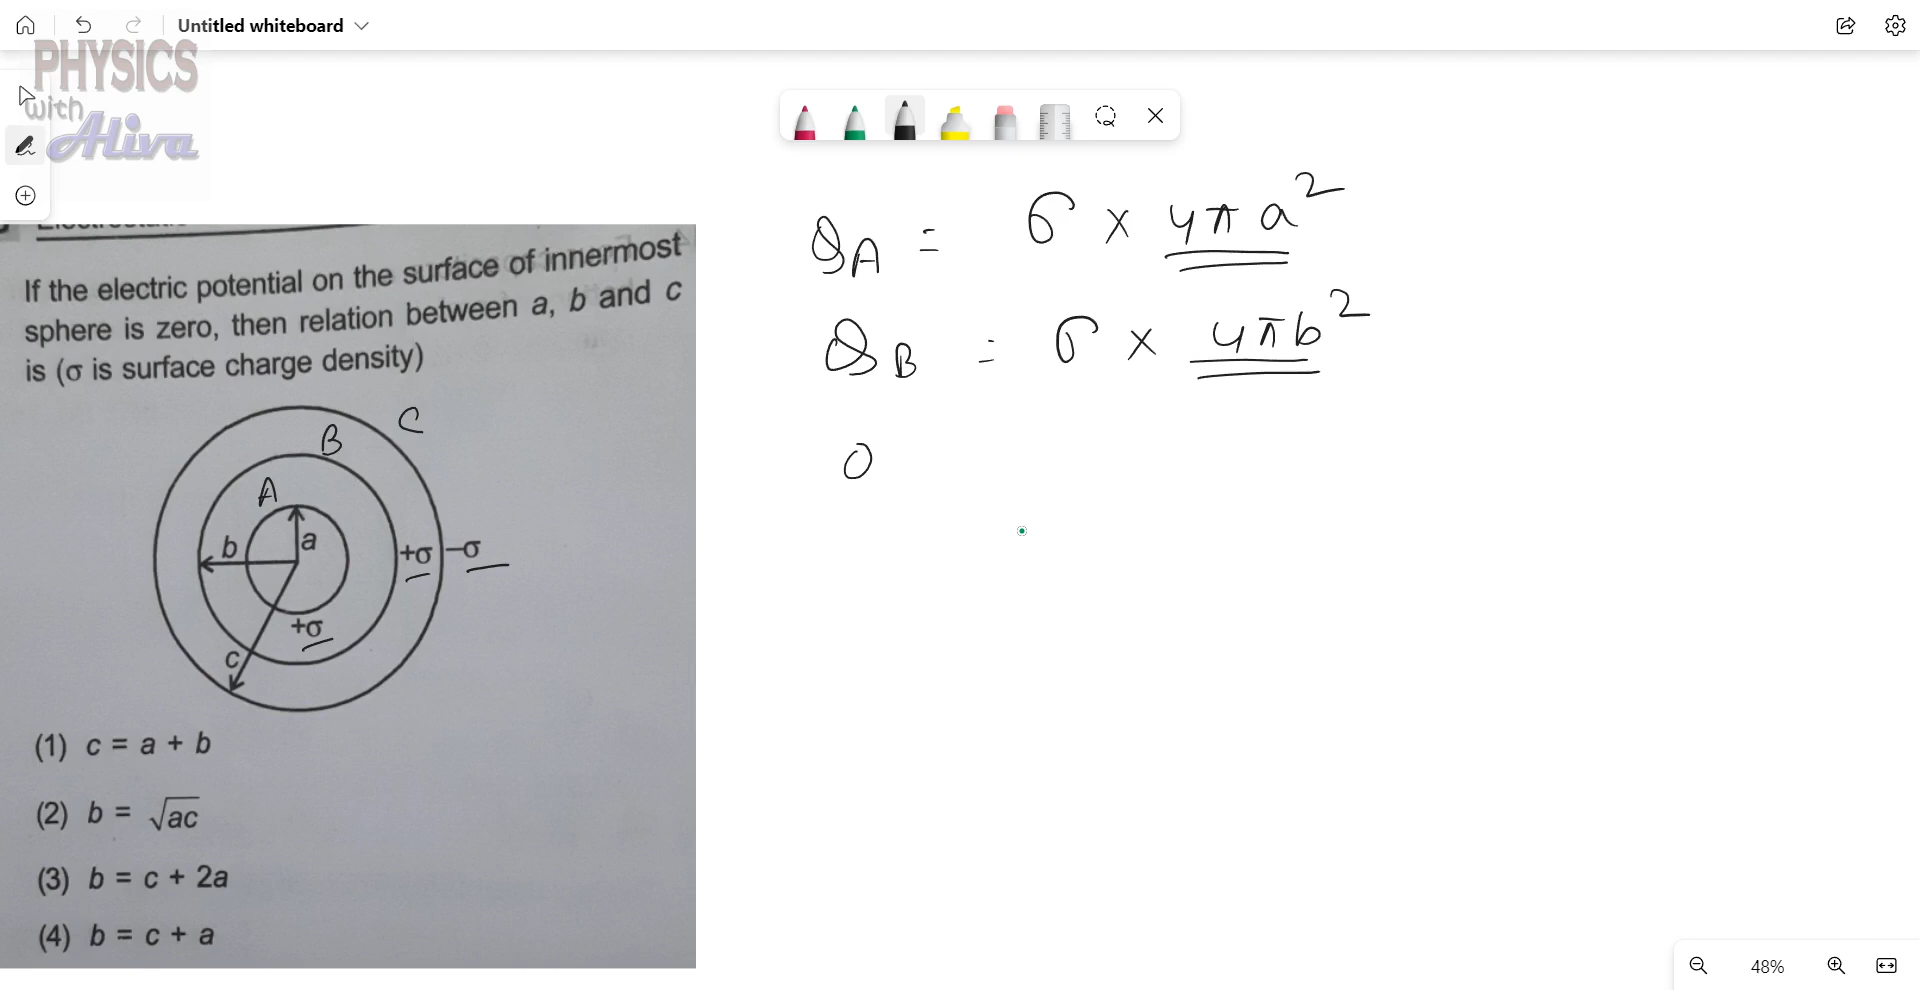 Untitled whiteboard
PHYSICS
with
Aliva
If the electric potential on the surface of innermost
sphere is zero, then relation between a, b and c
is (σ is surface charge density)
C
B
A
b
a
+σ
-σ
+σ
c
(1) c = a + b
(2) b = √ac
(3) b = c + 2a
(4) b = c + a
Q_A = σ × 4πa²
Q_B = σ × 4πb²
48%